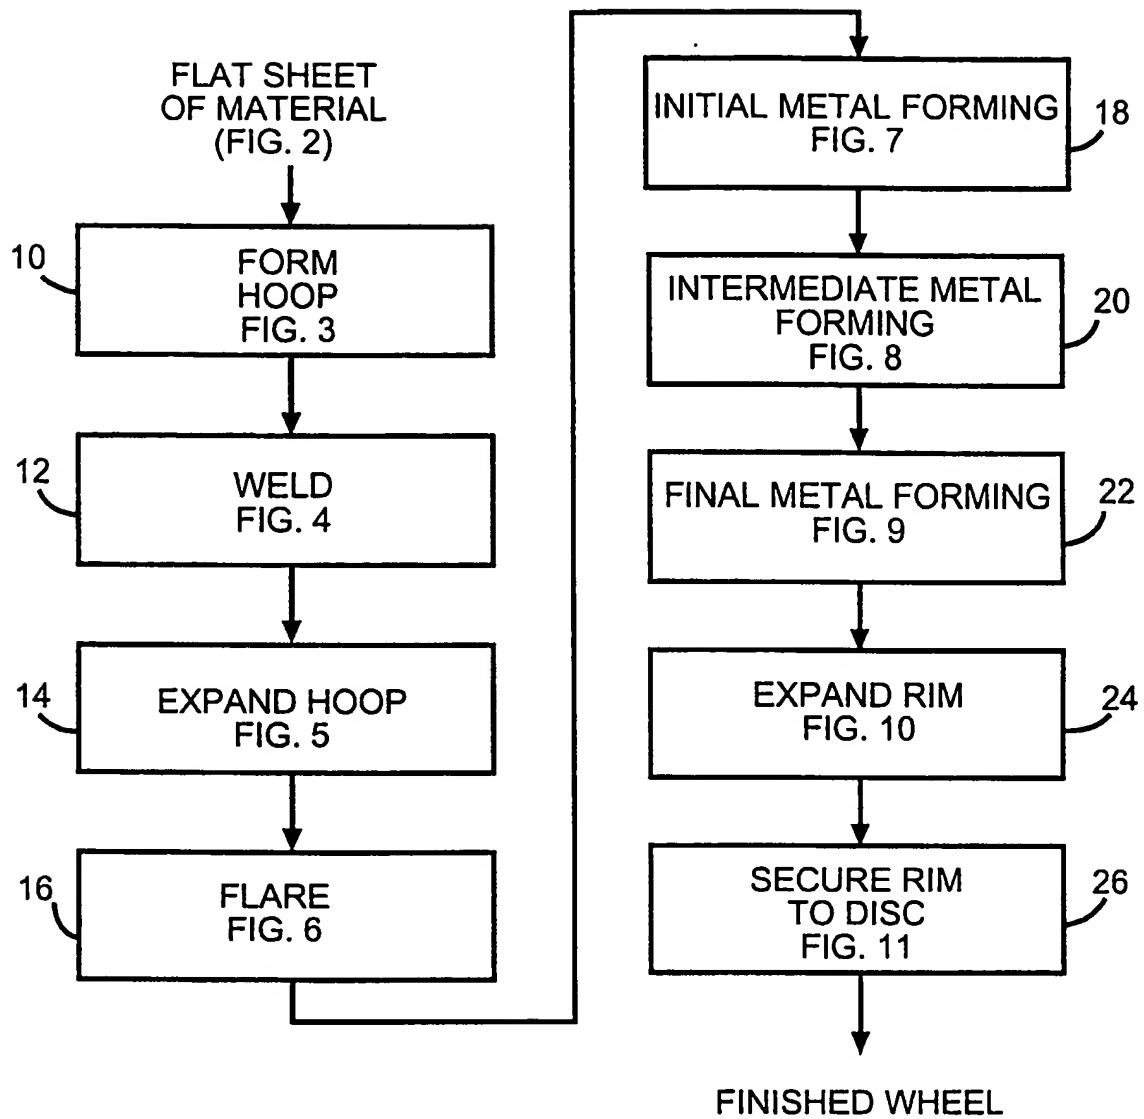 FLAT SHEET
OF MATERIAL
(FIG. 2)
10
FORM
HOOP
FIG. 3
12
WELD
FIG. 4
14
EXPAND HOOP
FIG. 5
16
FLARE
FIG. 6
INITIAL METAL FORMING
FIG. 7
18
INTERMEDIATE METAL
FORMING
FIG. 8
20
FINAL METAL FORMING
FIG. 9
22
EXPAND RIM
FIG. 10
24
SECURE RIM
TO DISC
FIG. 11
26
FINISHED WHEEL